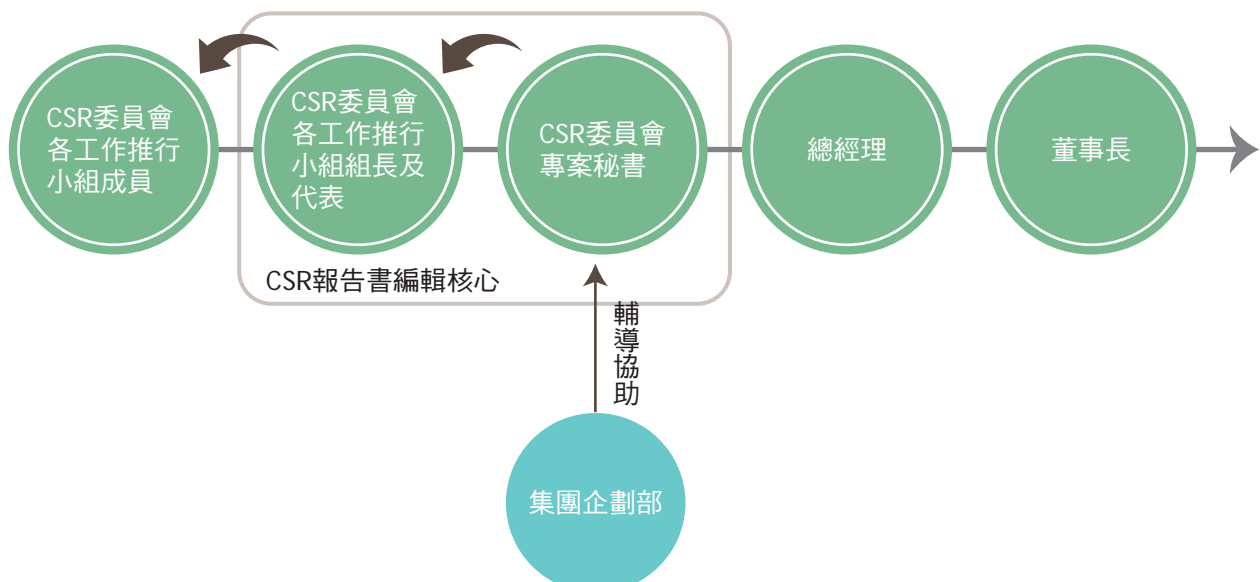 CSR委員會
各工作推行
小組成員
CSR委員會
各工作推行
小組組長及
代表
CSR委員會
專案秘書
總經理
董事長
CSR報告書編輯核心
輔導協助
集團企劃部